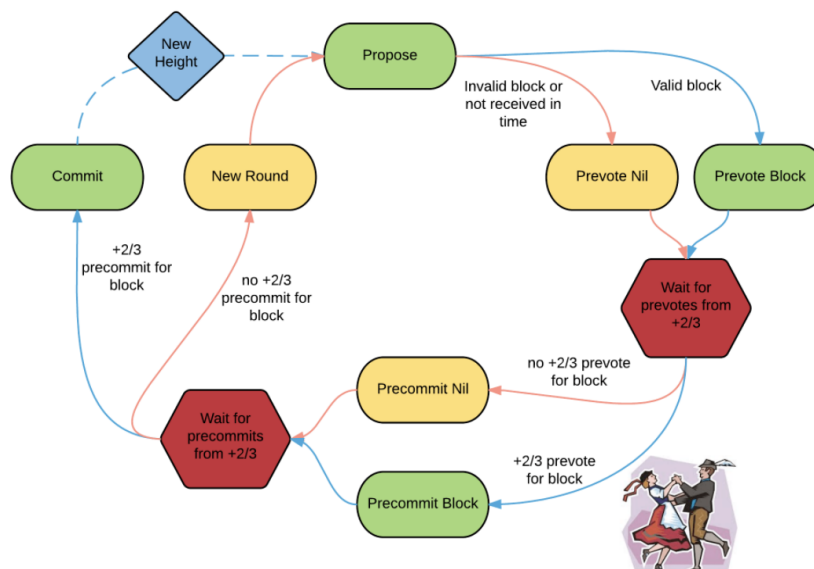 New
Height
Propose
Invalid block or
not received in
time
Valid block
Commit
New Round
Prevote Nil
Prevote Block
+2/3
precommit for
block
no +2/3
precommit for
block
Wait for
prevotes from
+2/3
no +2/3 prevote
for block
Precommit Nil
Wait for
precommits
from +2/3
+2/3 prevote
for block
Precommit Block